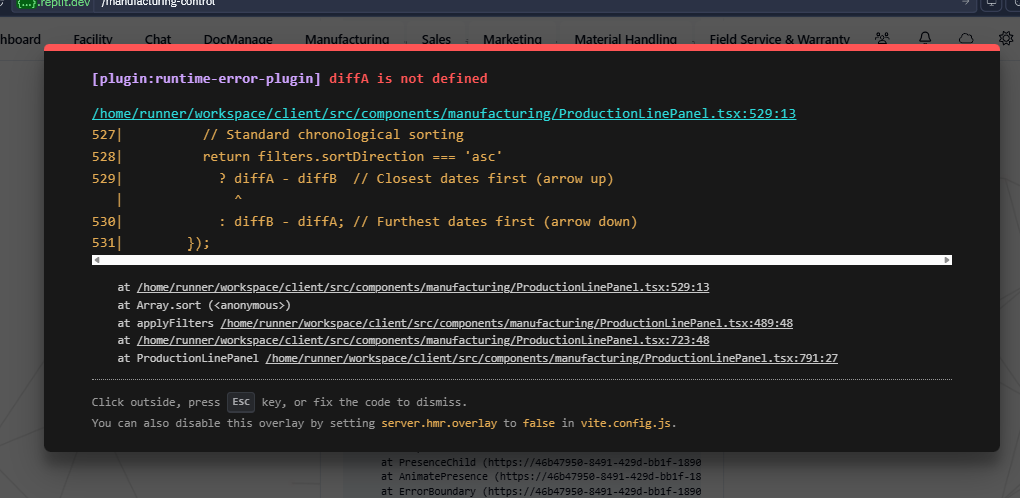 {...}.replit.dev /manufacturing-control
hboard Facility Chat DocManage Manufacturing Sales Marketing Material Handling Field Service & Warranty
[plugin:runtime-error-plugin] diffA is not defined
/home/runner/workspace/client/src/components/manufacturing/ProductionLinePanel.tsx:529:13
527| // Standard chronological sorting
528| return filters.sortDirection === 'asc'
529| ? diffA - diffB // Closest dates first (arrow up)
| ^
530| : diffB - diffA; // Furthest dates first (arrow down)
531| });
at /home/runner/workspace/client/src/components/manufacturing/ProductionLinePanel.tsx:529:13
at Array.sort (<anonymous>)
at applyFilters /home/runner/workspace/client/src/components/manufacturing/ProductionLinePanel.tsx:489:48
at /home/runner/workspace/client/src/components/manufacturing/ProductionLinePanel.tsx:723:48
at ProductionLinePanel /home/runner/workspace/client/src/components/manufacturing/ProductionLinePanel.tsx:791:27
Click outside, press Esc key, or fix the code to dismiss.
You can also disable this overlay by setting server.hmr.overlay to false in vite.config.js.
at PresenceChild (https://46b47950-8491-429d-bb1f-1890
at AnimatePresence (https://46b47950-8491-429d-bb1f-18
at ErrorBoundary (https://46b47950-8491-429d-bb1f-1890